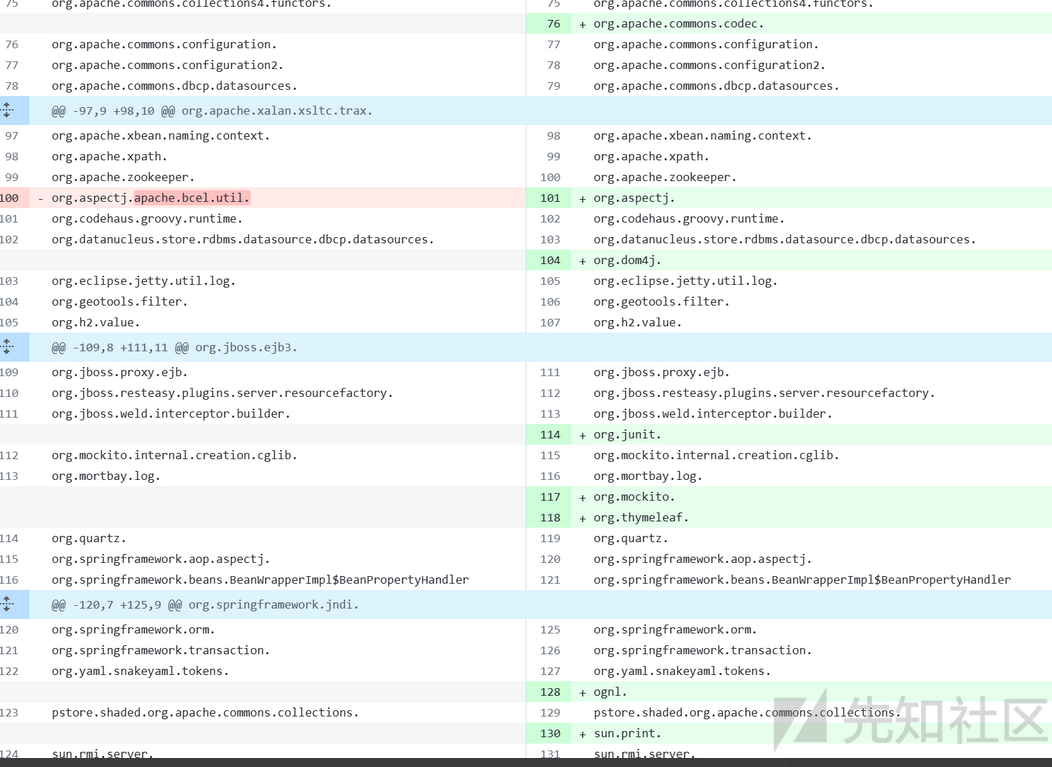 75 org.apache.commons.collections4.functors. 75 org.apache.commons.collections4.functors.
76 + org.apache.commons.codec.
76 org.apache.commons.configuration. 77 org.apache.commons.configuration.
77 org.apache.commons.configuration2. 78 org.apache.commons.configuration2.
78 org.apache.commons.dbcp.datasources. 79 org.apache.commons.dbcp.datasources.
@@ -97,9 +98,10 @@ org.apache.xalan.xsltc.trax.
97 org.apache.xbean.naming.context. 98 org.apache.xbean.naming.context.
98 org.apache.xpath. 99 org.apache.xpath.
99 org.apache.zookeeper. 100 org.apache.zookeeper.
100 - org.aspectj.apache.bcel.util. 101 + org.aspectj.
101 org.codehaus.groovy.runtime. 102 org.codehaus.groovy.runtime.
102 org.datanucleus.store.rdbms.datasource.dbcp.datasources. 103 org.datanucleus.store.rdbms.datasource.dbcp.datasources.
104 + org.dom4j.
103 org.eclipse.jetty.util.log. 105 org.eclipse.jetty.util.log.
104 org.geotools.filter. 106 org.geotools.filter.
105 org.h2.value. 107 org.h2.value.
@@ -109,8 +111,11 @@ org.jboss.ejb3.
109 org.jboss.proxy.ejb. 111 org.jboss.proxy.ejb.
110 org.jboss.resteasy.plugins.server.resourcefactory. 112 org.jboss.resteasy.plugins.server.resourcefactory.
111 org.jboss.weld.interceptor.builder. 113 org.jboss.weld.interceptor.builder.
114 + org.junit.
112 org.mockito.internal.creation.cglib. 115 org.mockito.internal.creation.cglib.
113 org.mortbay.log. 116 org.mortbay.log.
117 + org.mockito.
118 + org.thymeleaf.
114 org.quartz. 119 org.quartz.
115 org.springframework.aop.aspectj. 120 org.springframework.aop.aspectj.
116 org.springframework.beans.BeanWrapperImpl$BeanPropertyHandler 121 org.springframework.beans.BeanWrapperImpl$BeanPropertyHandler
@@ -120,7 +125,9 @@ org.springframework.jndi.
120 org.springframework.orm. 125 org.springframework.orm.
121 org.springframework.transaction. 126 org.springframework.transaction.
122 org.yaml.snakeyaml.tokens. 127 org.yaml.snakeyaml.tokens.
128 + ognl.
123 pstore.shaded.org.apache.commons.collections. 129 pstore.shaded.org.apache.commons.collections.
130 + sun.print.
124 sun.rmi.server. 131 sun.rmi.server.
先知社区